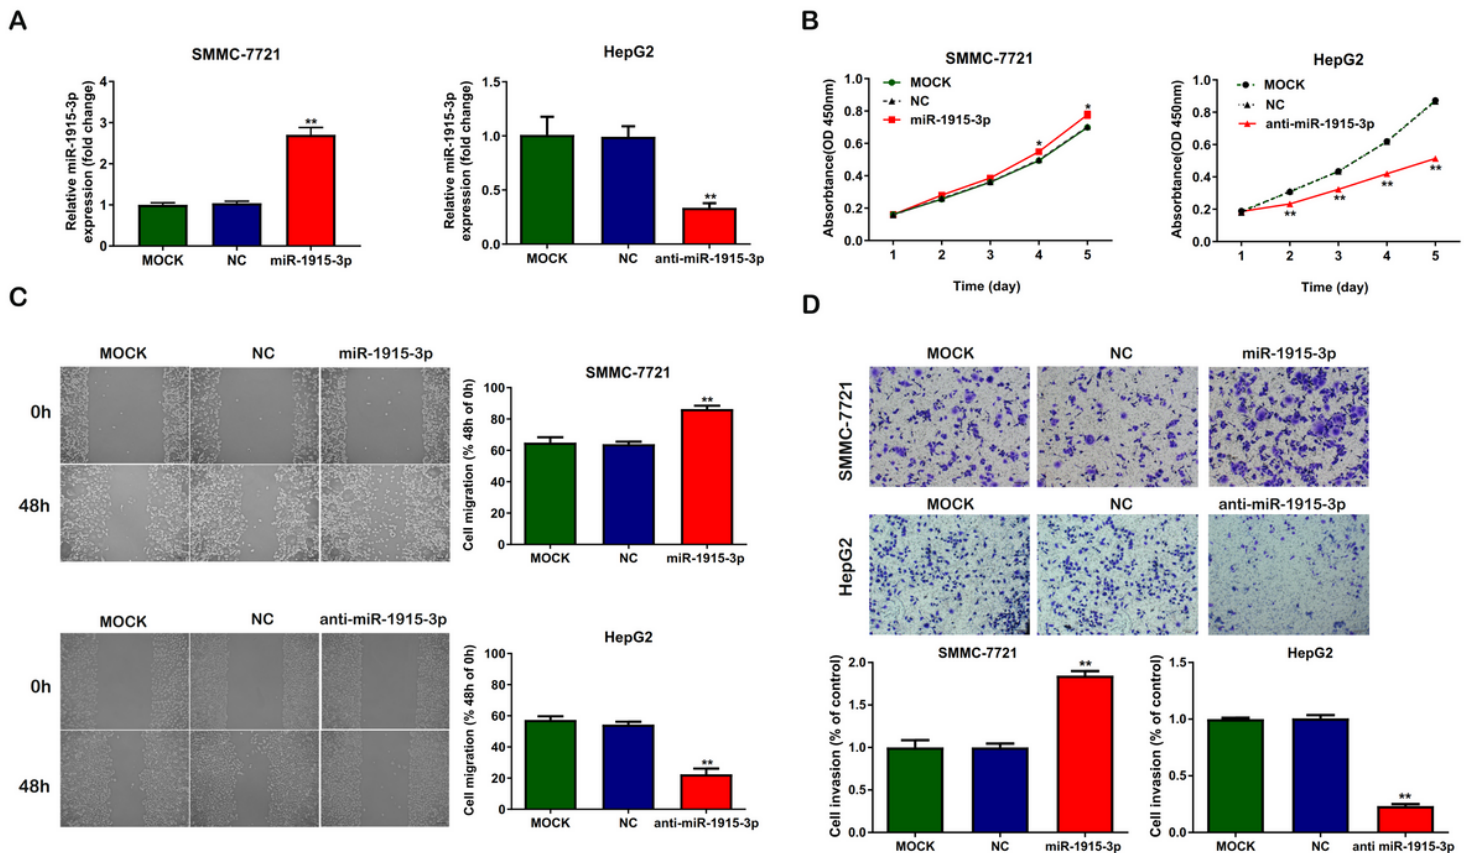 A
SMMC-7721
Relative miR-1915-3p
expression (fold change)
4
3
2
1
0
**
MOCK
NC
miR-1915-3p
HepG2
Relative miR-1915-3p
expression (fold change)
1.5
1.0
0.5
0.0
**
MOCK
NC
anti-miR-1915-3p
B
SMMC-7721
Absorbtance(OD 450nm)
1.0
0.8
0.6
0.4
0.2
0.0
MOCK
NC
miR-1915-3p
*
*
1 2 3 4 5
Time (day)
HepG2
Absorbtance(OD 450nm)
1.0
0.8
0.6
0.4
0.2
0.0
MOCK
NC
anti-miR-1915-3p
**
**
**
**
1 2 3 4 5
Time (day)
C
MOCK NC miR-1915-3p
0h
48h
SMMC-7721
Cell migration (% 48h of 0h)
100
80
60
40
20
0
**
MOCK
NC
miR-1915-3p
MOCK NC anti-miR-1915-3p
0h
48h
HepG2
Cell migration (% 48h of 0h)
100
80
60
40
20
0
**
MOCK
NC
anti-miR-1915-3p
D
MOCK NC miR-1915-3p
SMMC-7721
MOCK NC anti-miR-1915-3p
HepG2
SMMC-7721
Cell invasion (% of control)
2.0
1.5
1.0
0.5
0.0
**
MOCK
NC
miR-1915-3p
HepG2
Cell invasion (% of control)
1.5
1.0
0.5
0.0
**
MOCK
NC
anti miR-1915-3p